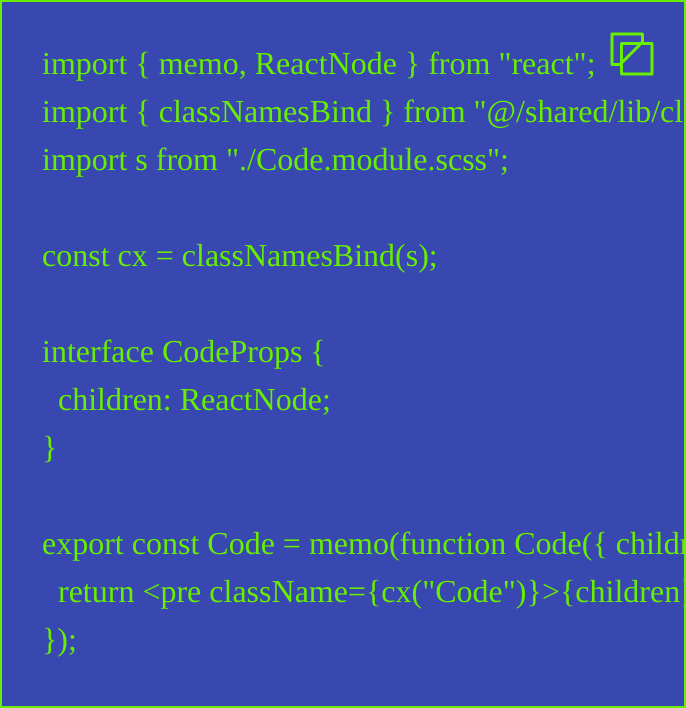 import { memo, ReactNode } from "react";
import { classNamesBind } from "@/shared/lib/cl
import s from "./Code.module.scss";
const cx = classNamesBind(s);
interface CodeProps {
  children: ReactNode;
}
export const Code = memo(function Code({ childr
  return <pre className={cx("Code")}>{children}
});